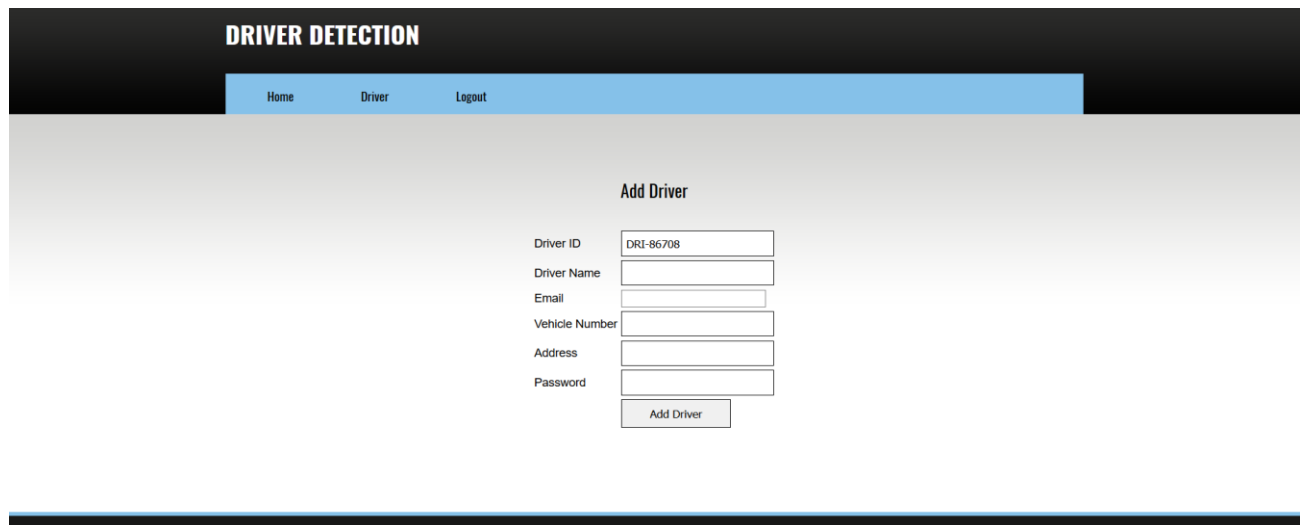 DRIVER DETECTION
Home Driver Logout
Add Driver
Driver ID DRI-86708
Driver Name
Email
Vehicle Number
Address
Password
Add Driver